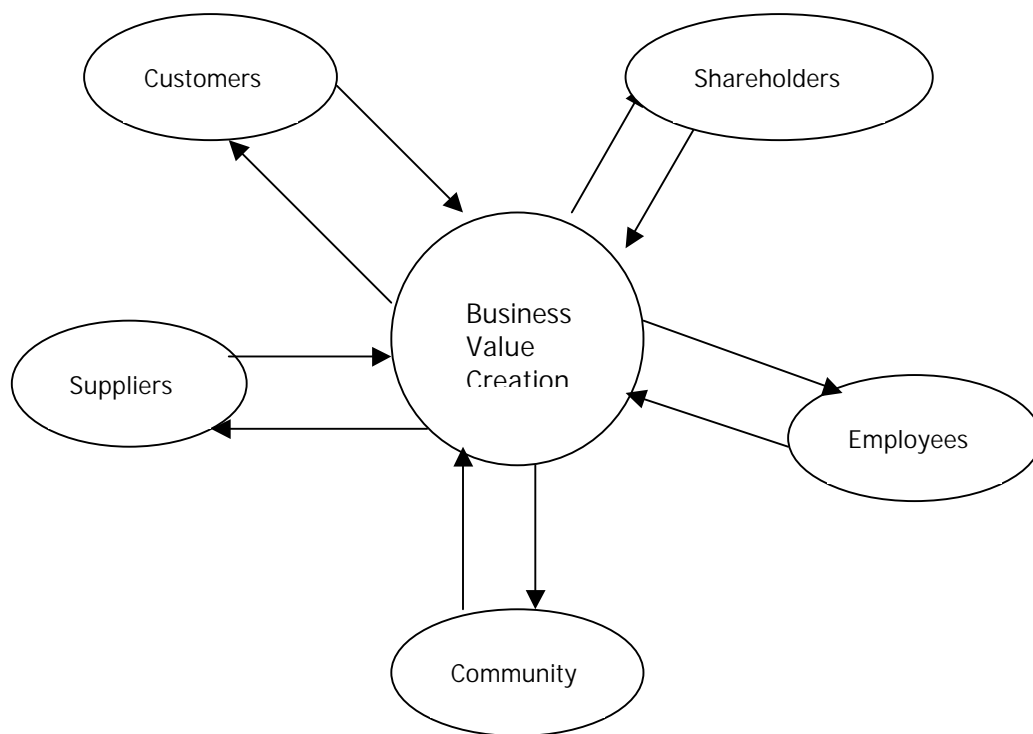 Customers
Shareholders
Business
Value
Creation
Suppliers
Employees
Community